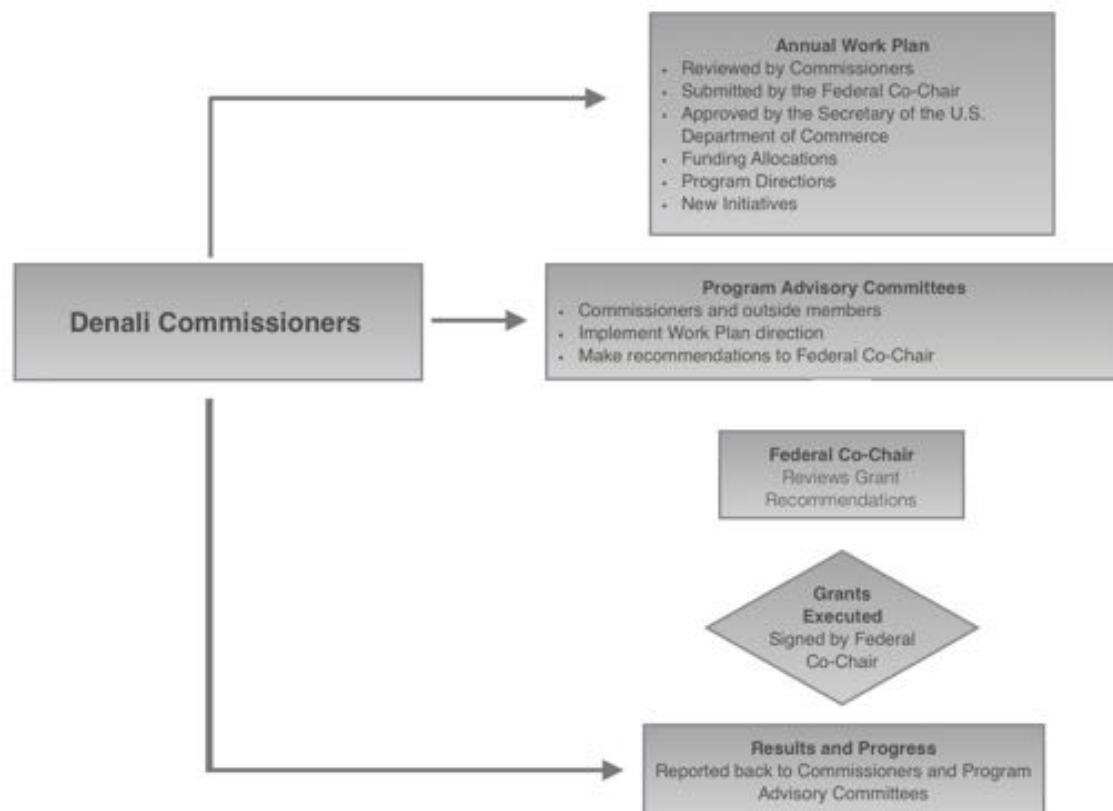 Annual Work Plan
• Reviewed by Commissioners
• Submitted by the Federal Co-Chair
• Approved by the Secretary of the U.S.
Department of Commerce
• Funding Allocations
• Program Directions
• New Initiatives
Denali Commissioners
Program Advisory Committees
• Commissioners and outside members
• Implement Work Plan direction
• Make recommendations to Federal Co-Chair
Federal Co-Chair
Reviews Grant
Recommendations
Grants
Executed
Signed by Federal
Co-Chair
Results and Progress
Reported back to Commissioners and Program
Advisory Committees